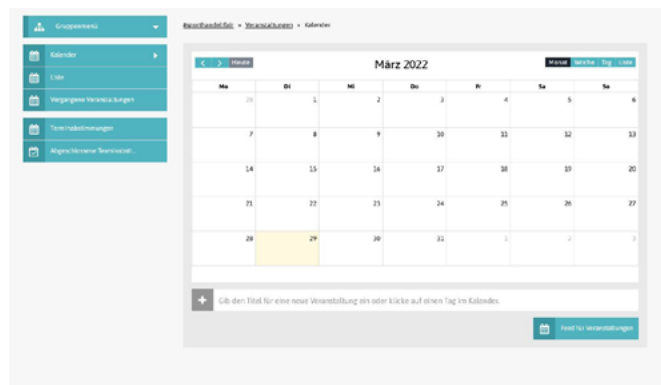 Gruppenmenü
Kalender
Liste
Vergangene Veranstaltungen
Terminabstimmungen
Abgeschlossene Terminabst...
» Veranstaltungen » Kalender
< > Heute
März 2022
Monat Woche Tag Liste
Mo Di Mi Do Fr Sa So
28 1 2 3 4 5 6
7 8 9 10 11 12 13
14 15 16 17 18 19 20
21 22 23 24 25 26 27
28 29 30 31 1 2 3
+ Gib den Titel für eine neue Veranstaltung ein oder klicke auf einen Tag im Kalender.
Feed für Veranstaltungen